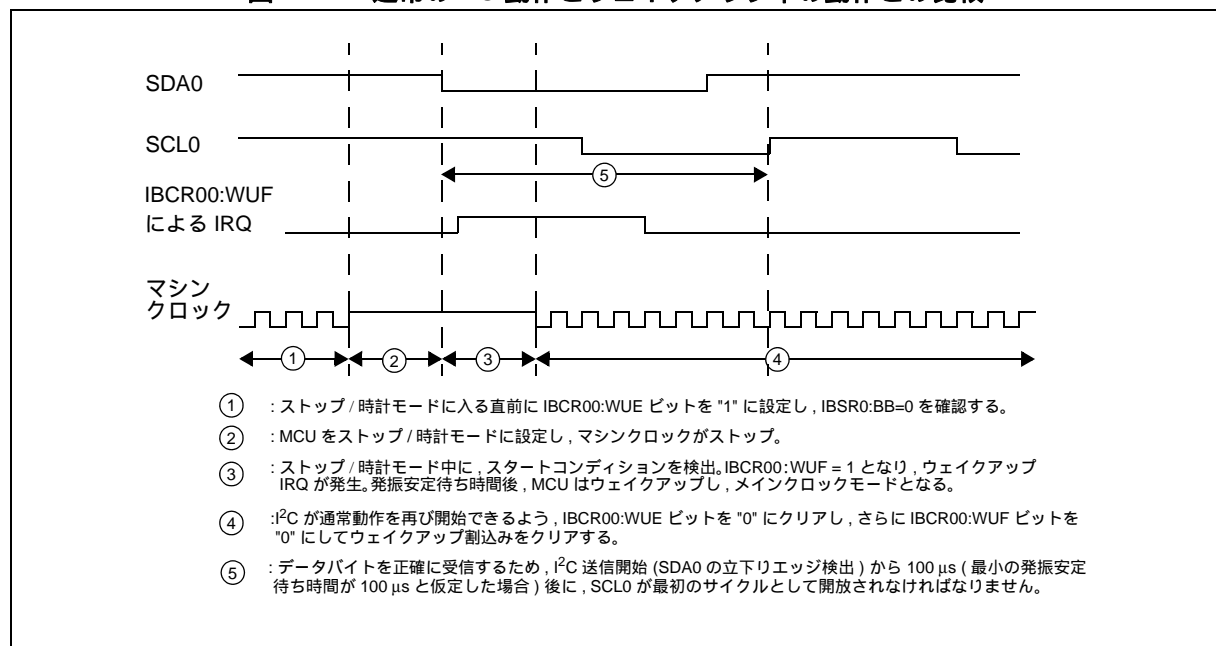 SDA0
SCL0
⑤
IBCR00:WUF
による IRQ
マシン
クロック
① ② ③ ④
① : ストップ / 時計モードに入る直前に IBCR00:WUE ビットを "1" に設定し , IBSR0:BB=0 を確認する。
② : MCU をストップ / 時計モードに設定し , マシンクロックがストップ。
③ : ストップ / 時計モード中に , スタートコンディションを検出。IBCR00:WUF = 1 となり , ウェイクアップ
IRQ が発生。発振安定待ち時間後 , MCU はウェイクアップし , メインクロックモードとなる。
④ :I²C が通常動作を再び開始できるよう , IBCR00:WUE ビットを "0" にクリアし , さらに IBCR00:WUF ビットを
"0" にしてウェイクアップ割込みをクリアする。
⑤ : データバイトを正確に受信するため , I²C 送信開始 (SDA0 の立下りエッジ検出 ) から 100 μs ( 最小の発振安定
待ち時間が 100 μs と仮定した場合 ) 後に , SCL0 が最初のサイクルとして開放されなければなりません。